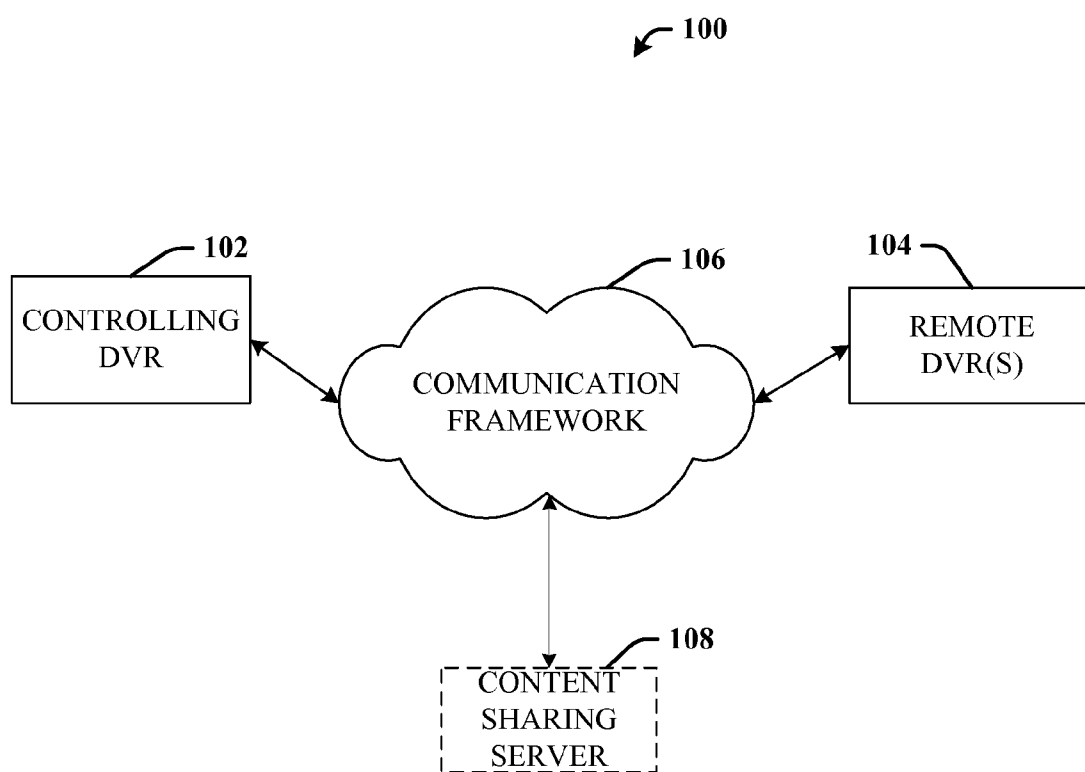 100
102
106
104
CONTROLLING
DVR
COMMUNICATION
FRAMEWORK
REMOTE
DVR(S)
108
CONTENT
SHARING
SERVER